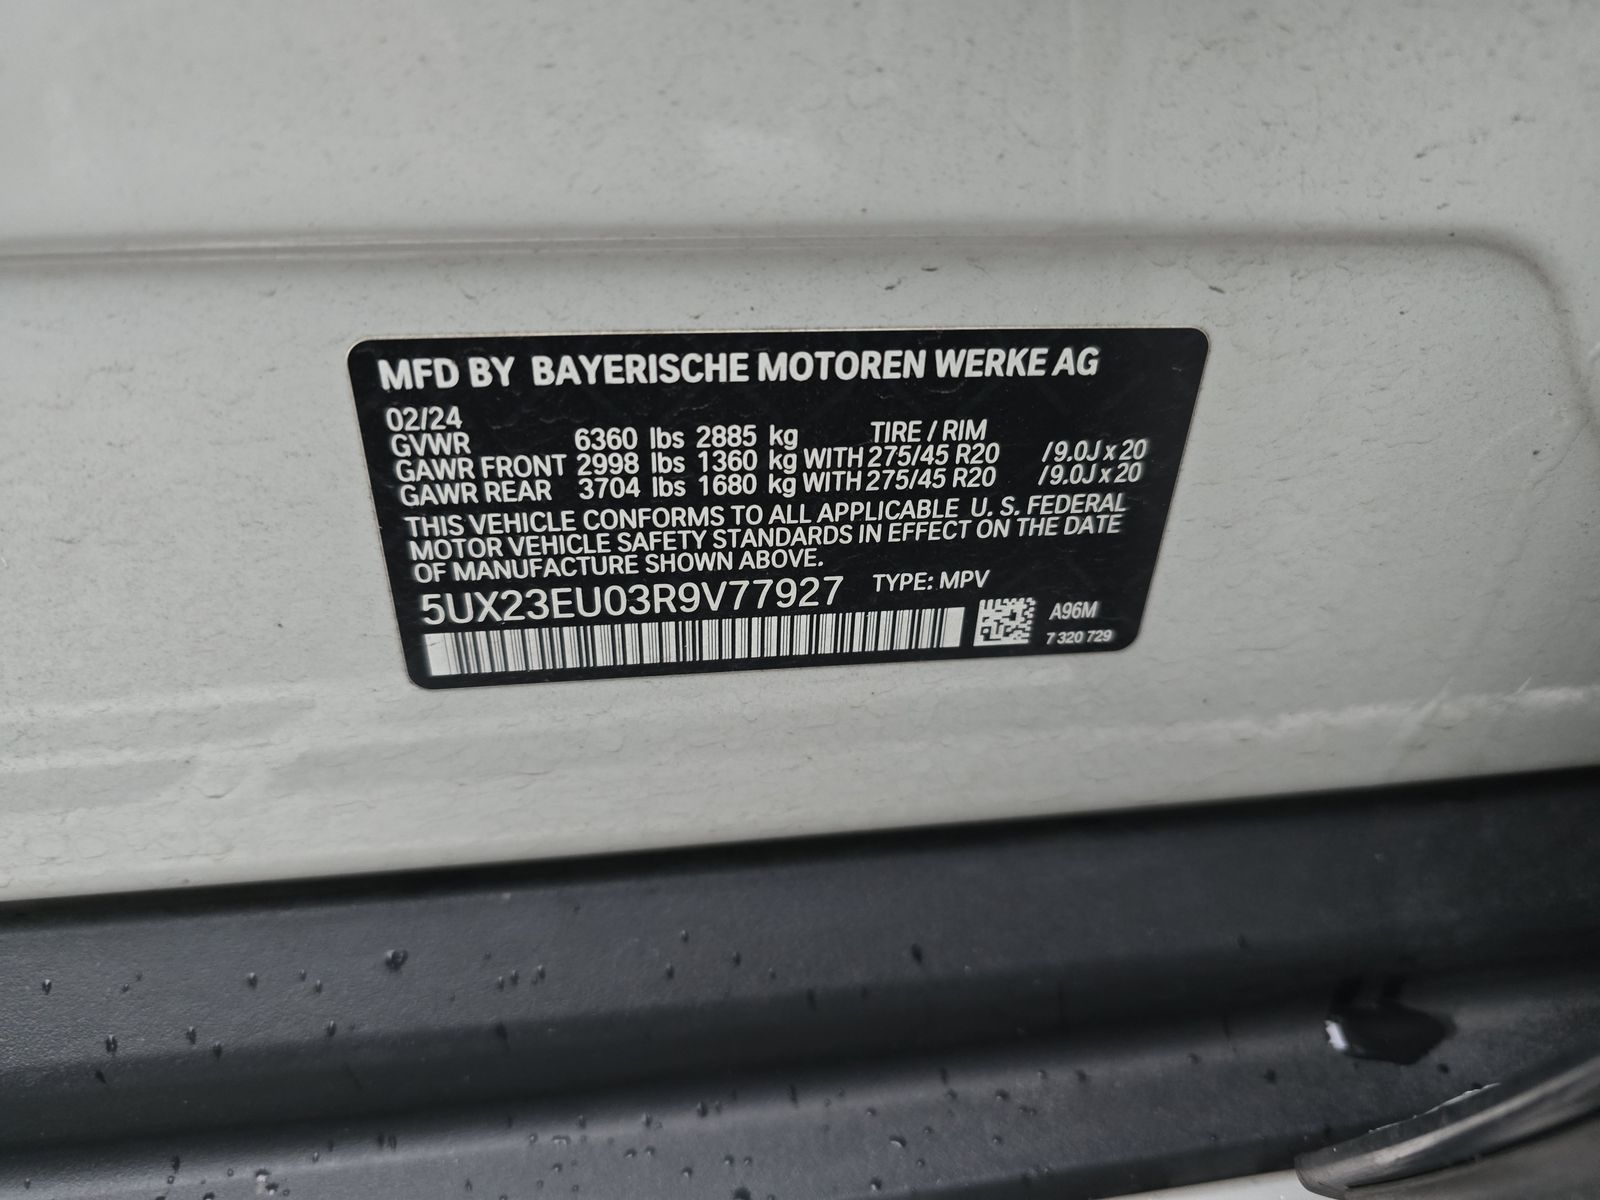 MFD BY BAYERISCHE MOTOREN WERKE AG
02/24
GVWR 6360 lbs 2885 kg TIRE / RIM
GAWR FRONT 2998 lbs 1360 kg WITH 275/45 R20 /9.0J x 20
GAWR REAR 3704 lbs 1680 kg WITH 275/45 R20 /9.0J x 20
THIS VEHICLE CONFORMS TO ALL APPLICABLE U. S. FEDERAL
MOTOR VEHICLE SAFETY STANDARDS IN EFFECT ON THE DATE
OF MANUFACTURE SHOWN ABOVE.
5UX23EU03R9V77927 TYPE: MPV
A96M
7 320 729